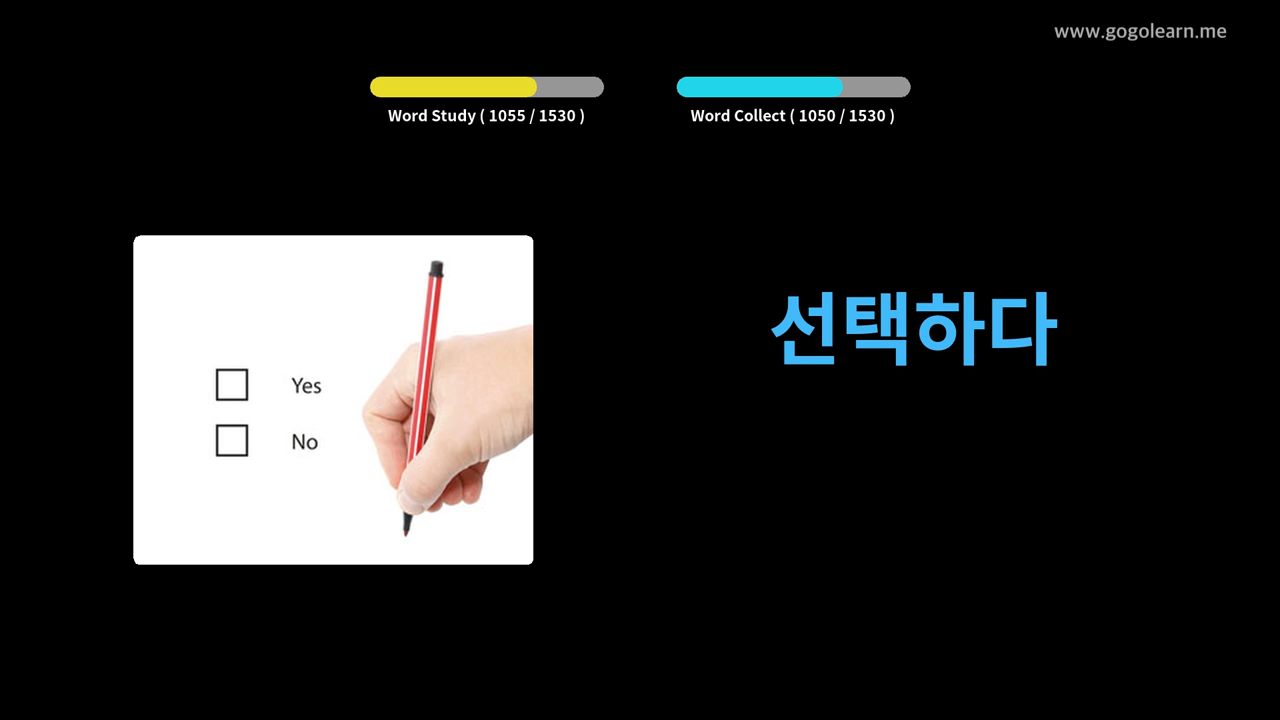 www.gogolearn.me
Word Study ( 1055 / 1530 )
Word Collect ( 1050 / 1530 )
Yes
No
선택하다